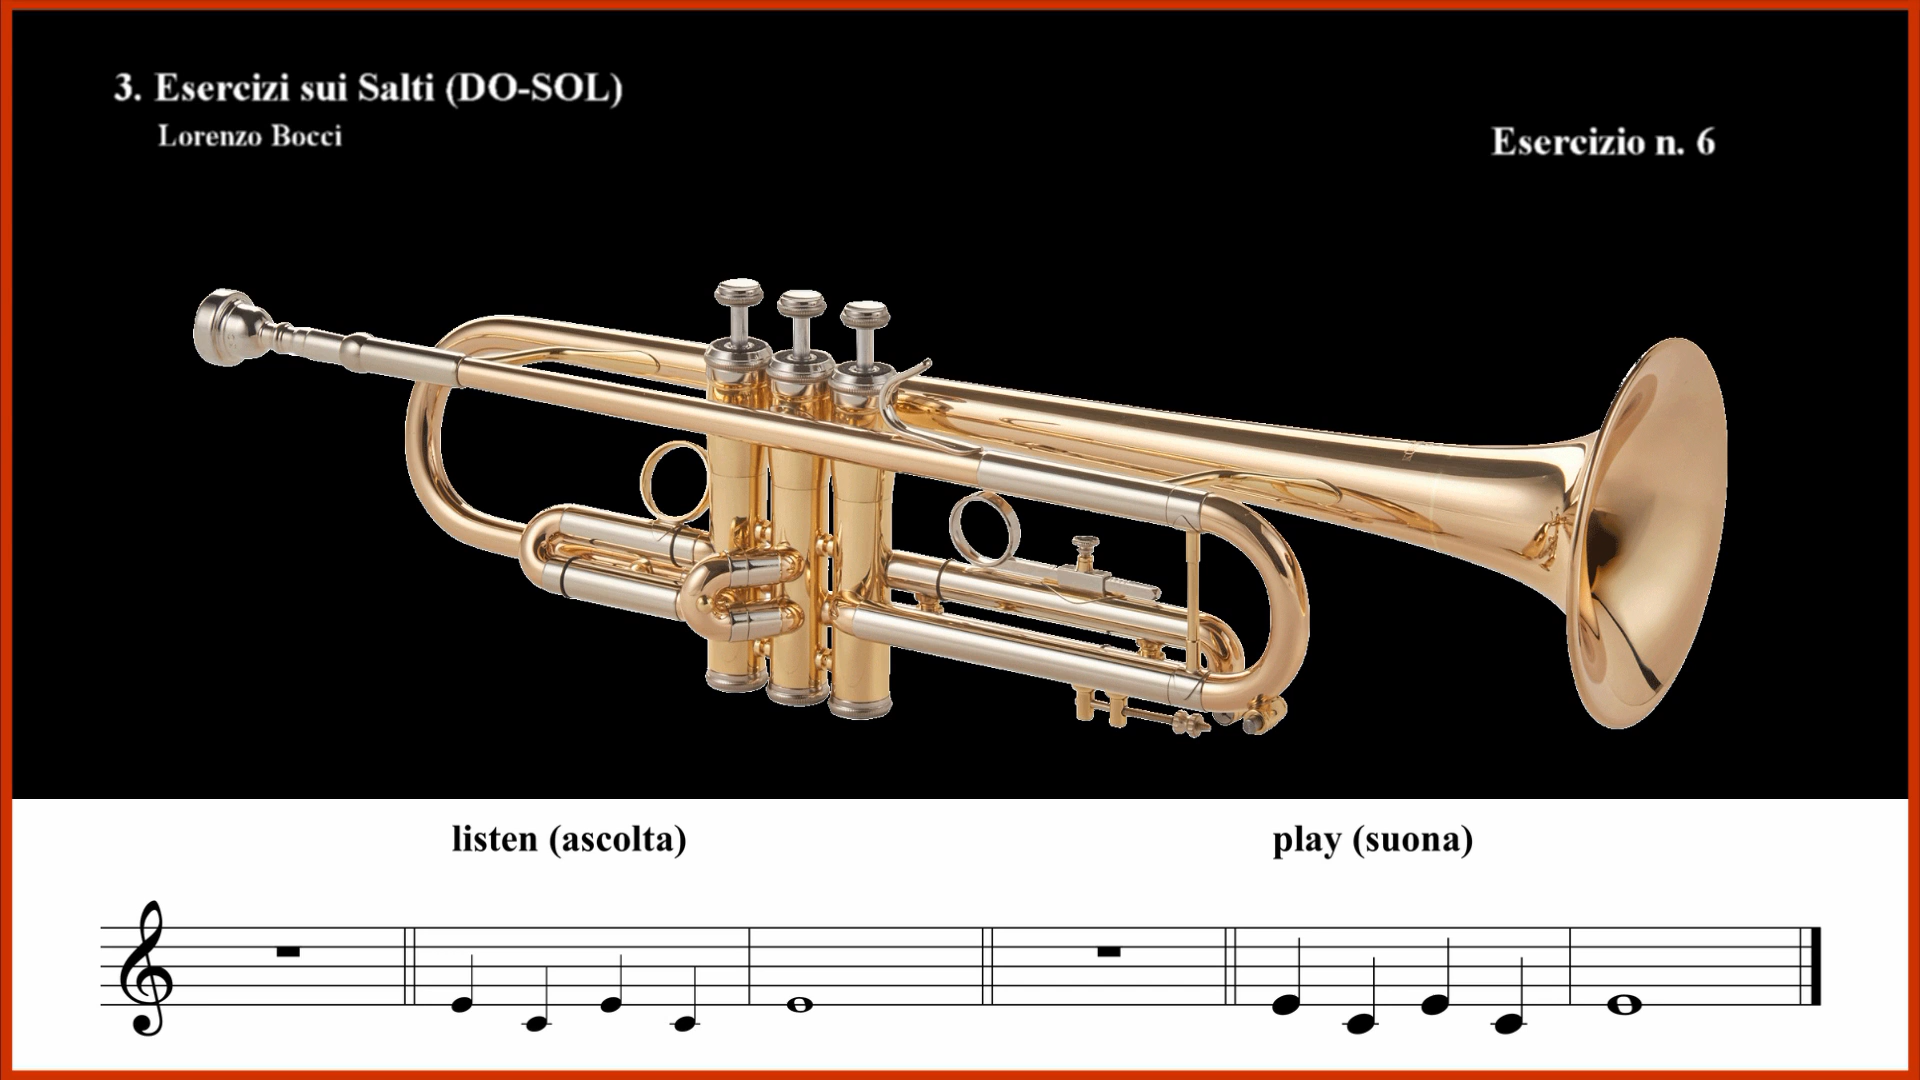 3. Esercizi sui Salti (DO-SOL)
Lorenzo Bocci
Esercizio n. 6
listen (ascolta)
play (suona)